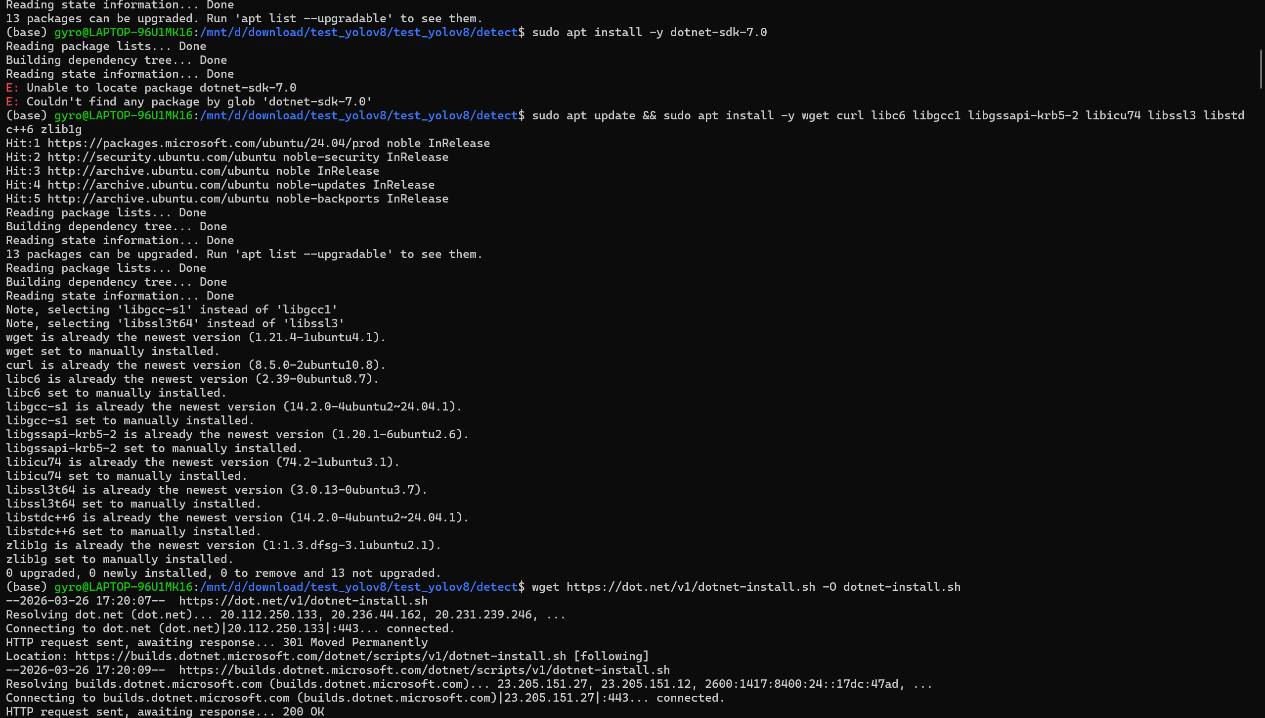 Reading state information... Done
13 packages can be upgraded. Run 'apt list --upgradable' to see them.
(base) gyro@LAPTOP-96U1MK16:/mnt/d/download/test_yolov8/test_yolov8/detect$ sudo apt install -y dotnet-sdk-7.0
Reading package lists... Done
Building dependency tree... Done
Reading state information... Done
E: Unable to locate package dotnet-sdk-7.0
E: Couldn't find any package by glob 'dotnet-sdk-7.0'
(base) gyro@LAPTOP-96U1MK16:/mnt/d/download/test_yolov8/test_yolov8/detect$ sudo apt update && sudo apt install -y wget curl libc6 libgcc1 libgssapi-krb5-2 libicu74 libssl3 libstd
c++6 zlib1g
Hit:1 https://packages.microsoft.com/ubuntu/24.04/prod noble InRelease
Hit:2 http://security.ubuntu.com/ubuntu noble-security InRelease
Hit:3 http://archive.ubuntu.com/ubuntu noble InRelease
Hit:4 http://archive.ubuntu.com/ubuntu noble-updates InRelease
Hit:5 http://archive.ubuntu.com/ubuntu noble-backports InRelease
Reading package lists... Done
Building dependency tree... Done
Reading state information... Done
13 packages can be upgraded. Run 'apt list --upgradable' to see them.
Reading package lists... Done
Building dependency tree... Done
Reading state information... Done
Note, selecting 'libgcc-s1' instead of 'libgcc1'
Note, selecting 'libssl3t64' instead of 'libssl3'
wget is already the newest version (1.21.4-1ubuntu4.1).
wget set to manually installed.
curl is already the newest version (8.5.0-2ubuntu10.8).
libc6 is already the newest version (2.39-0ubuntu8.7).
libc6 set to manually installed.
libgcc-s1 is already the newest version (14.2.0-4ubuntu2~24.04.1).
libgcc-s1 set to manually installed.
libgssapi-krb5-2 is already the newest version (1.20.1-6ubuntu2.6).
libgssapi-krb5-2 set to manually installed.
libicu74 is already the newest version (74.2-1ubuntu3.1).
libicu74 set to manually installed.
libssl3t64 is already the newest version (3.0.13-0ubuntu3.7).
libssl3t64 set to manually installed.
libstdc++6 is already the newest version (14.2.0-4ubuntu2~24.04.1).
libstdc++6 set to manually installed.
zlib1g is already the newest version (1:1.3.dfsg-3.1ubuntu2.1).
zlib1g set to manually installed.
0 upgraded, 0 newly installed, 0 to remove and 13 not upgraded.
(base) gyro@LAPTOP-96U1MK16:/mnt/d/download/test_yolov8/test_yolov8/detect$ wget https://dot.net/v1/dotnet-install.sh -O dotnet-install.sh
--2026-03-26 17:20:07--  https://dot.net/v1/dotnet-install.sh
Resolving dot.net (dot.net)... 20.112.250.133, 20.236.44.162, 20.231.239.246, ...
Connecting to dot.net (dot.net)|20.112.250.133|:443... connected.
HTTP request sent, awaiting response... 301 Moved Permanently
Location: https://builds.dotnet.microsoft.com/dotnet/scripts/v1/dotnet-install.sh [following]
--2026-03-26 17:20:09--  https://builds.dotnet.microsoft.com/dotnet/scripts/v1/dotnet-install.sh
Resolving builds.dotnet.microsoft.com (builds.dotnet.microsoft.com)... 23.205.151.27, 23.205.151.12, 2600:1417:8400:24::17dc:47ad, ...
Connecting to builds.dotnet.microsoft.com (builds.dotnet.microsoft.com)|23.205.151.27|:443... connected.
HTTP request sent, awaiting response... 200 OK